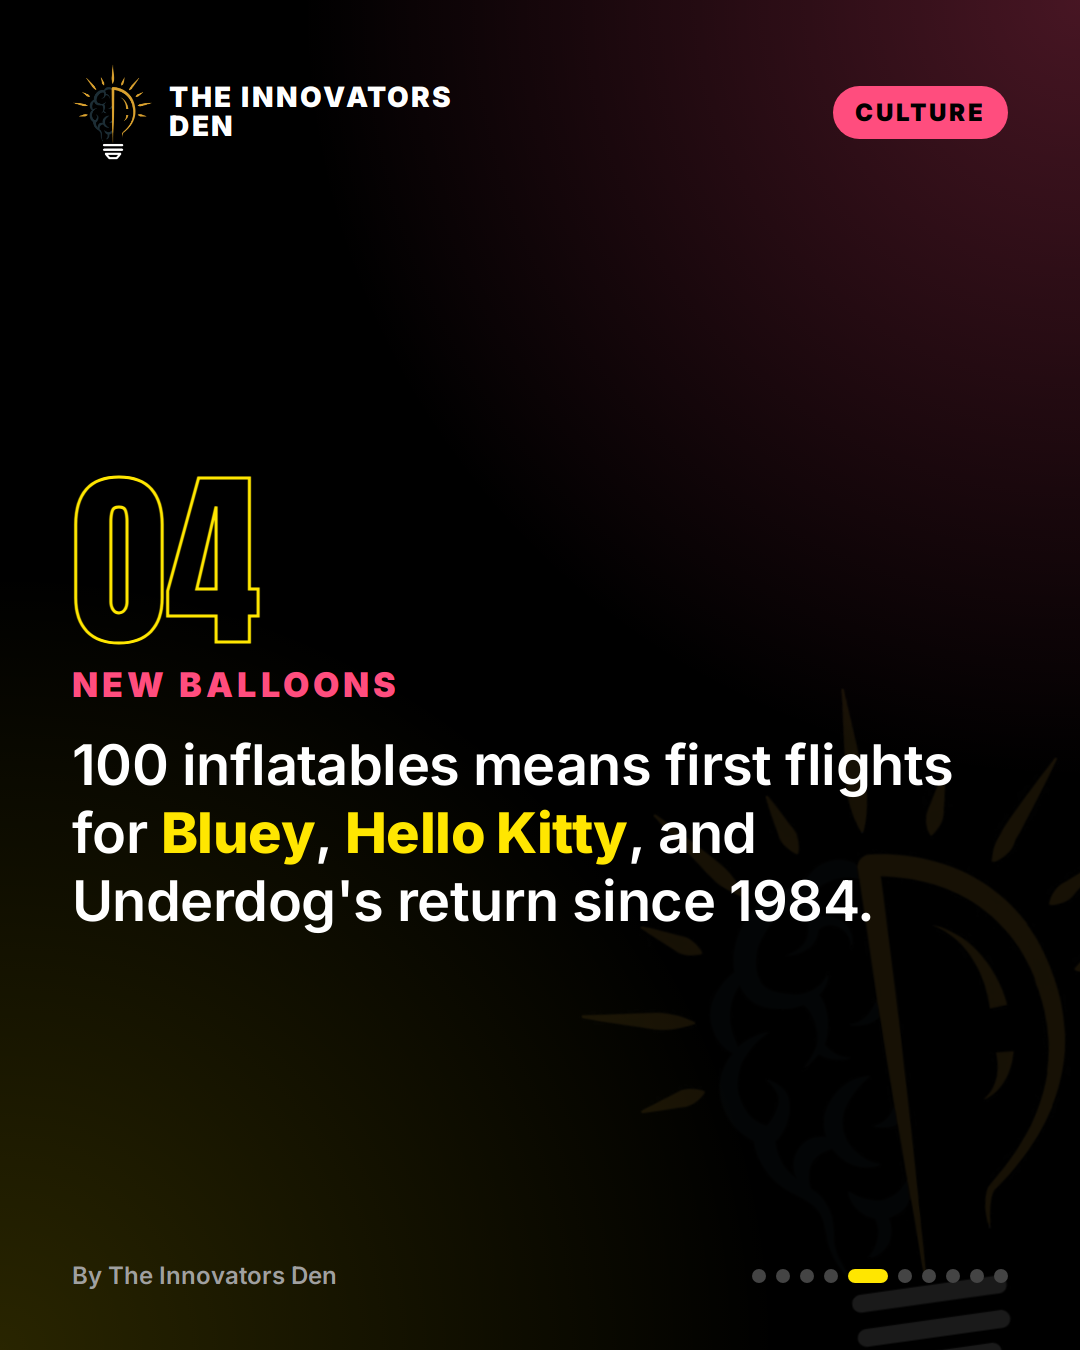 THE INNOVATORS
DEN
CULTURE
04
NEW BALLOONS
100 inflatables means first flights
for Bluey, Hello Kitty, and
Underdog's return since 1984.
By The Innovators Den